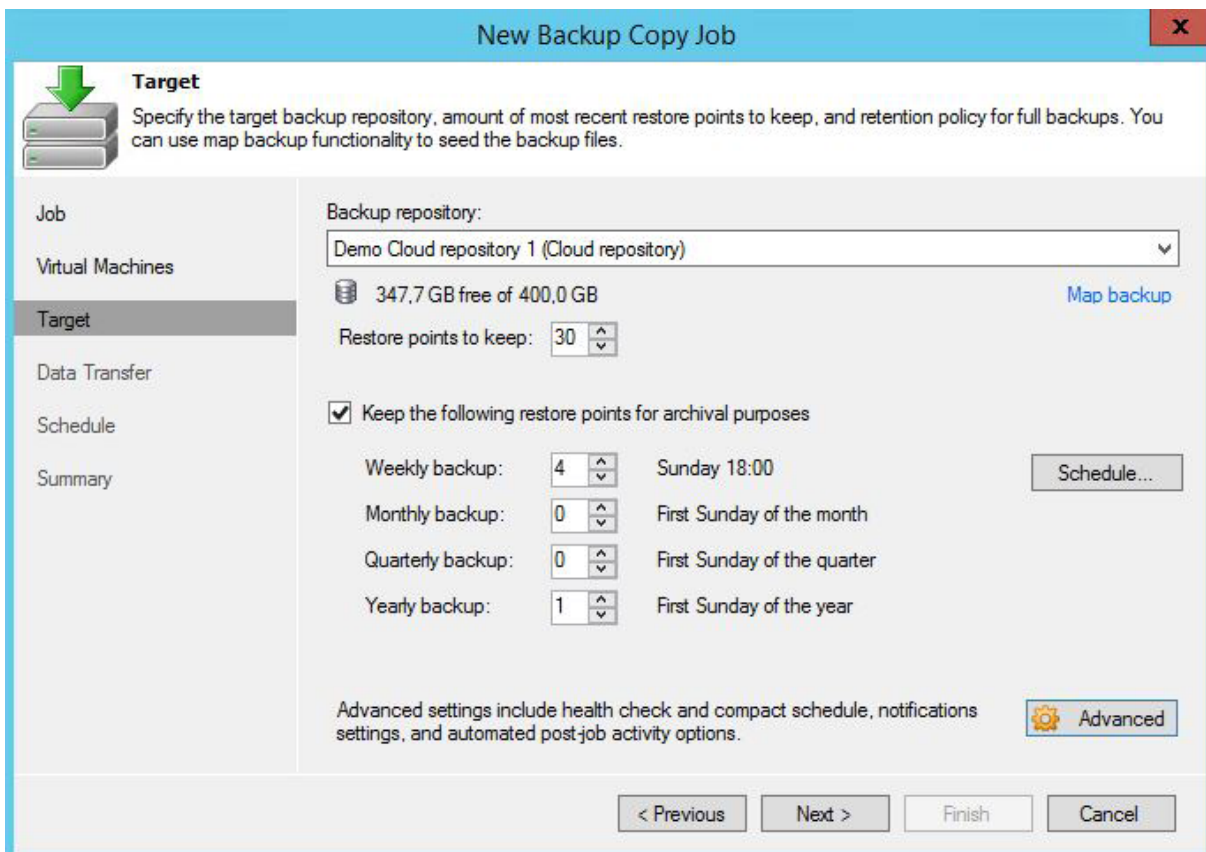 New Backup Copy Job
x
Target
Specify the target backup repository, amount of most recent restore points to keep, and retention policy for full backups. You
can use map backup functionality to seed the backup files.
Job
Virtual Machines
Target
Data Transfer
Schedule
Summary
Backup repository:
Demo Cloud repository 1 (Cloud repository)
347,7 GB free of 400,0 GB
Map backup
Restore points to keep: 30
Keep the following restore points for archival purposes
Weekly backup: 4 Sunday 18:00
Schedule...
Monthly backup: 0 First Sunday of the month
Quarterly backup: 0 First Sunday of the quarter
Yearly backup: 1 First Sunday of the year
Advanced settings include health check and compact schedule, notifications
settings, and automated post-job activity options.
Advanced
< Previous Next > Finish Cancel